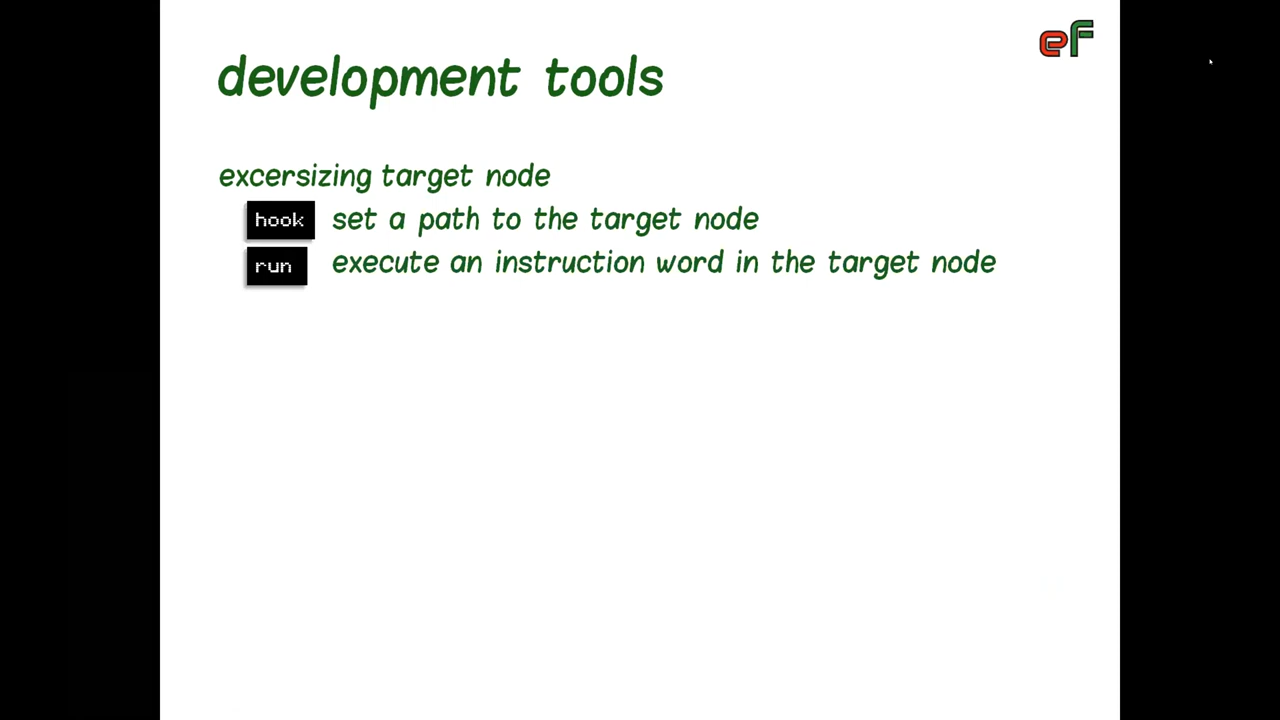 eF
development tools
excersizing target node
hook set a path to the target node
run execute an instruction word in the target node